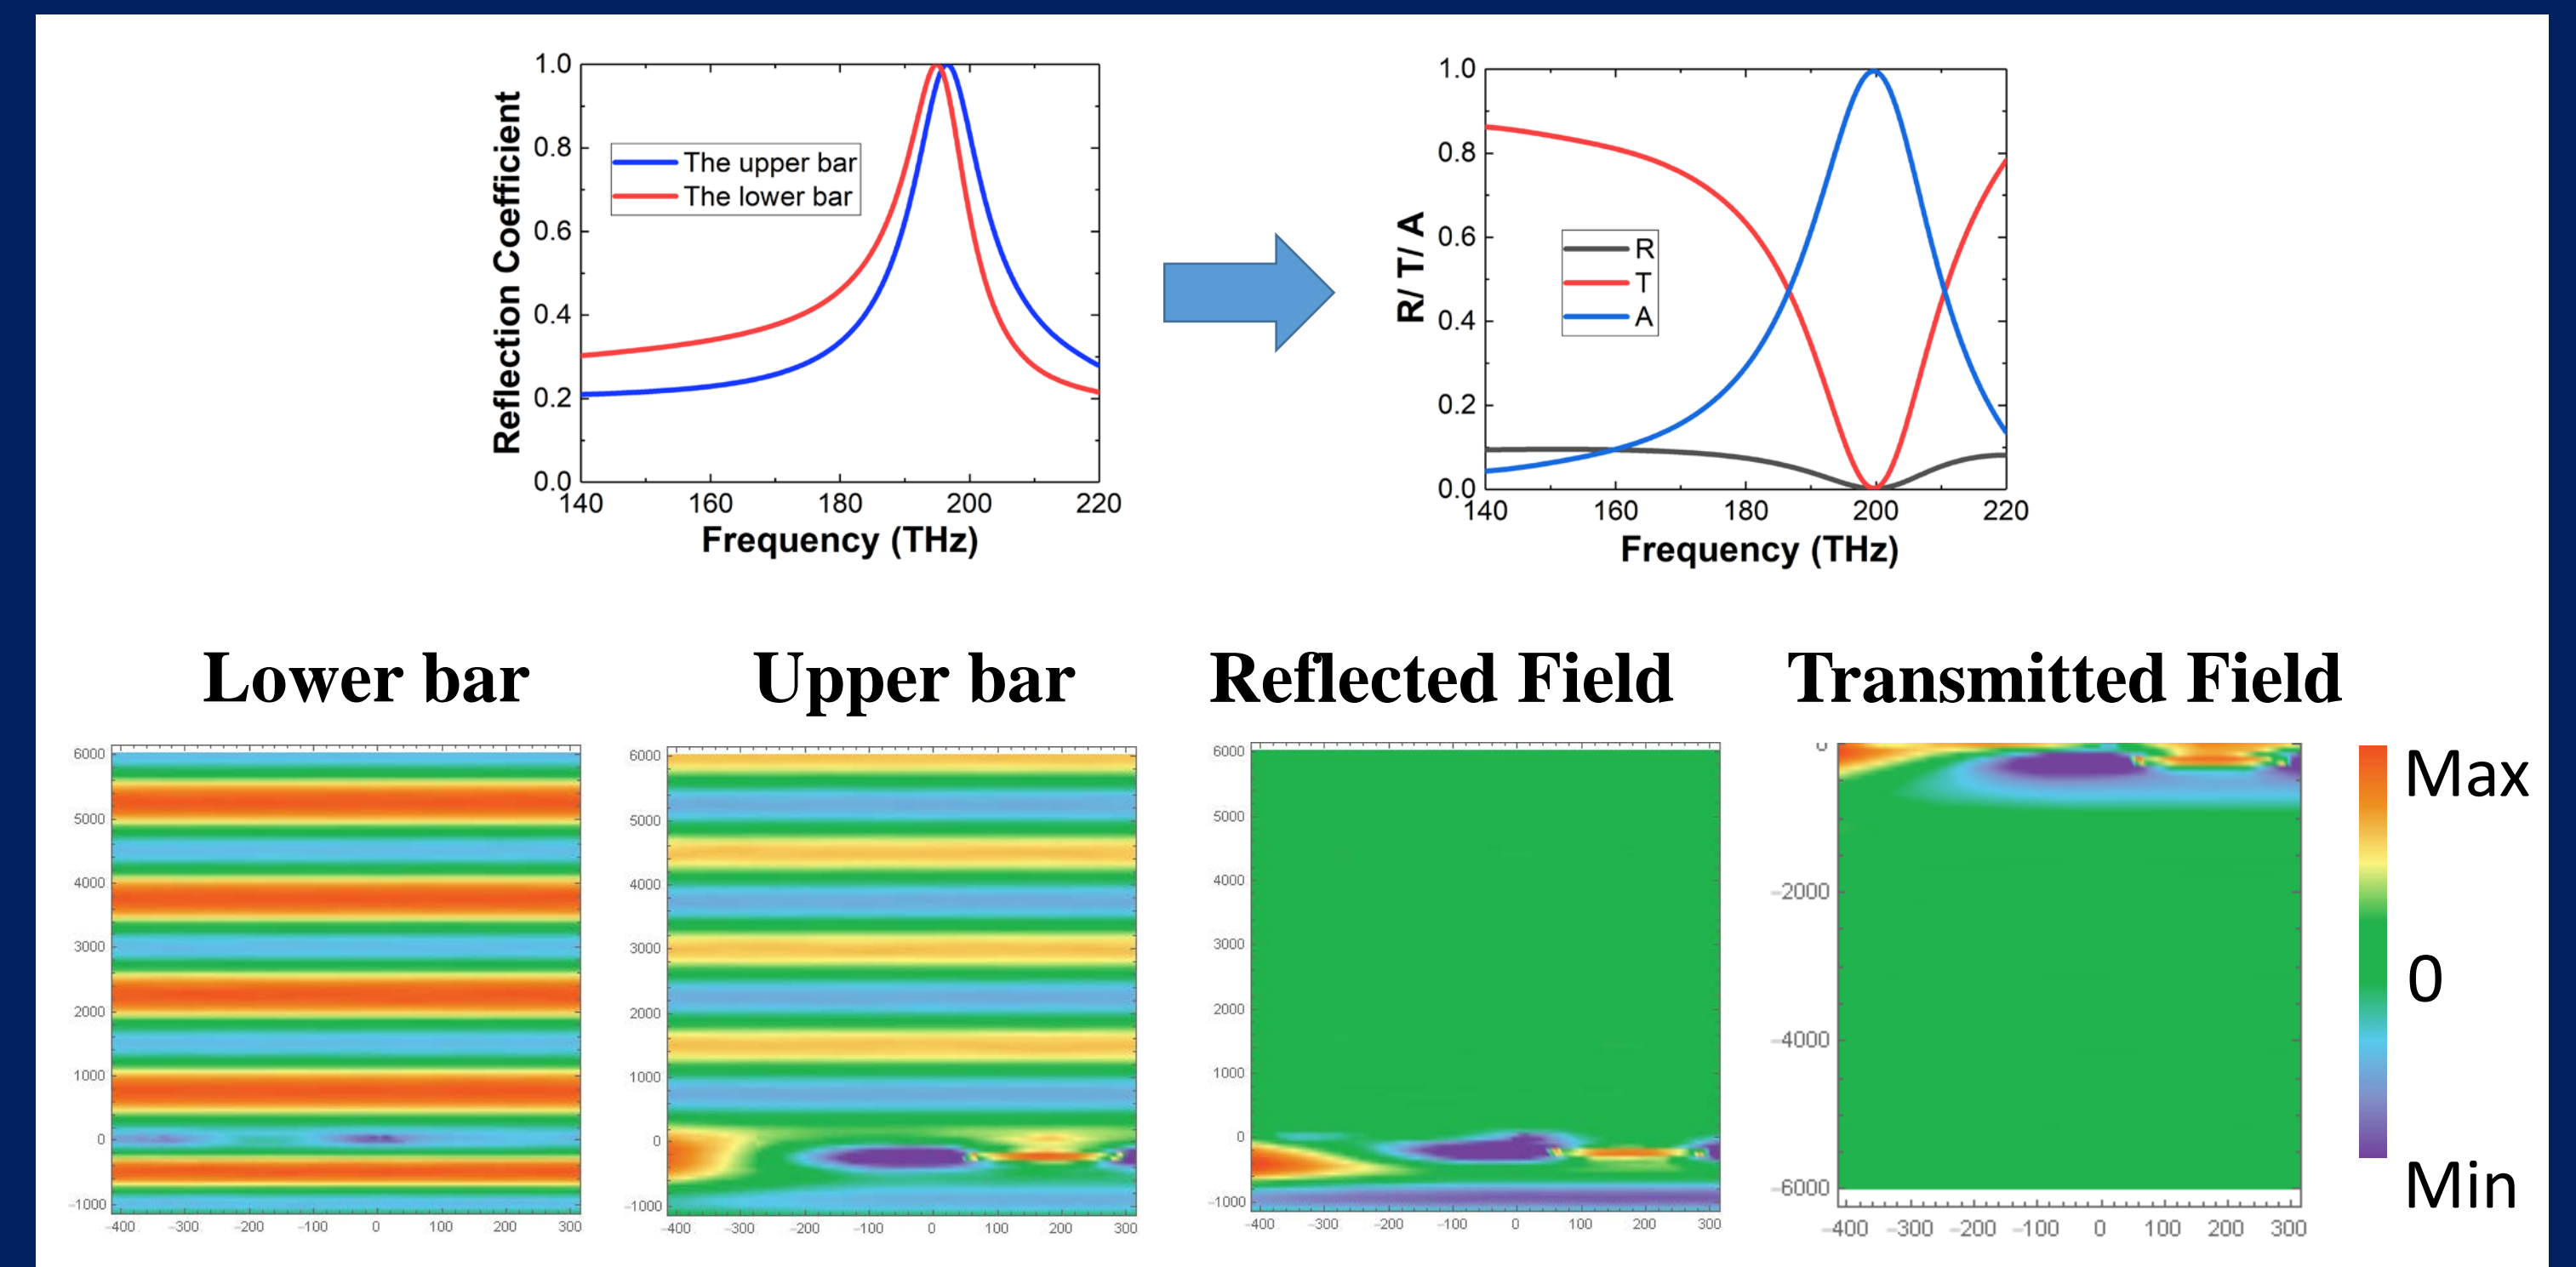 1.0
0.8
0.6
0.4
0.2
0.0
140 160 180 200 220
Reflection Coefficient
Frequency (THz)
The upper bar
The lower bar
1.0
0.8
0.6
0.4
0.2
0.0
140 160 180 200 220
R/ T/ A
Frequency (THz)
R
T
A
Lower bar
Upper bar
Reflected Field
Transmitted Field
6000
5000
4000
3000
2000
1000
0
-1000
-400 -300 -200 -100 0 100 200 300
6000
5000
4000
3000
2000
1000
0
-1000
-400 -300 -200 -100 0 100 200 300
6000
5000
4000
3000
2000
1000
0
-1000
-400 -300 -200 -100 0 100 200 300
0
-2000
-4000
-6000
-400 -300 -200 -100 0 100 200 300
Max
0
Min